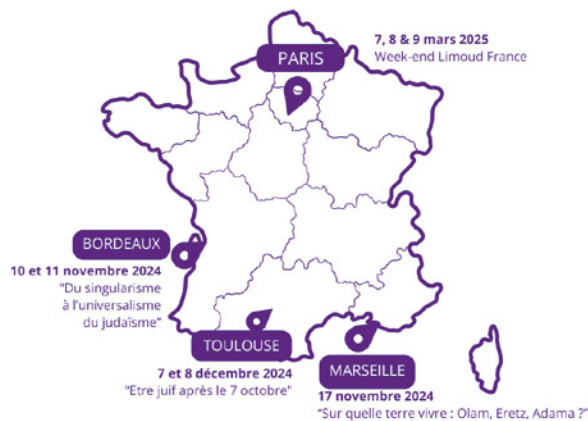 PARIS
7, 8 & 9 mars 2025
Week-end Limoud France
BORDEAUX
10 et 11 novembre 2024
"Du singularisme
à l'universalisme
du judaïsme"
TOULOUSE
7 et 8 décembre 2024
"Etre juif après le 7 octobre"
MARSEILLE
17 novembre 2024
"Sur quelle terre vivre : Olam, Eretz, Adama ?"